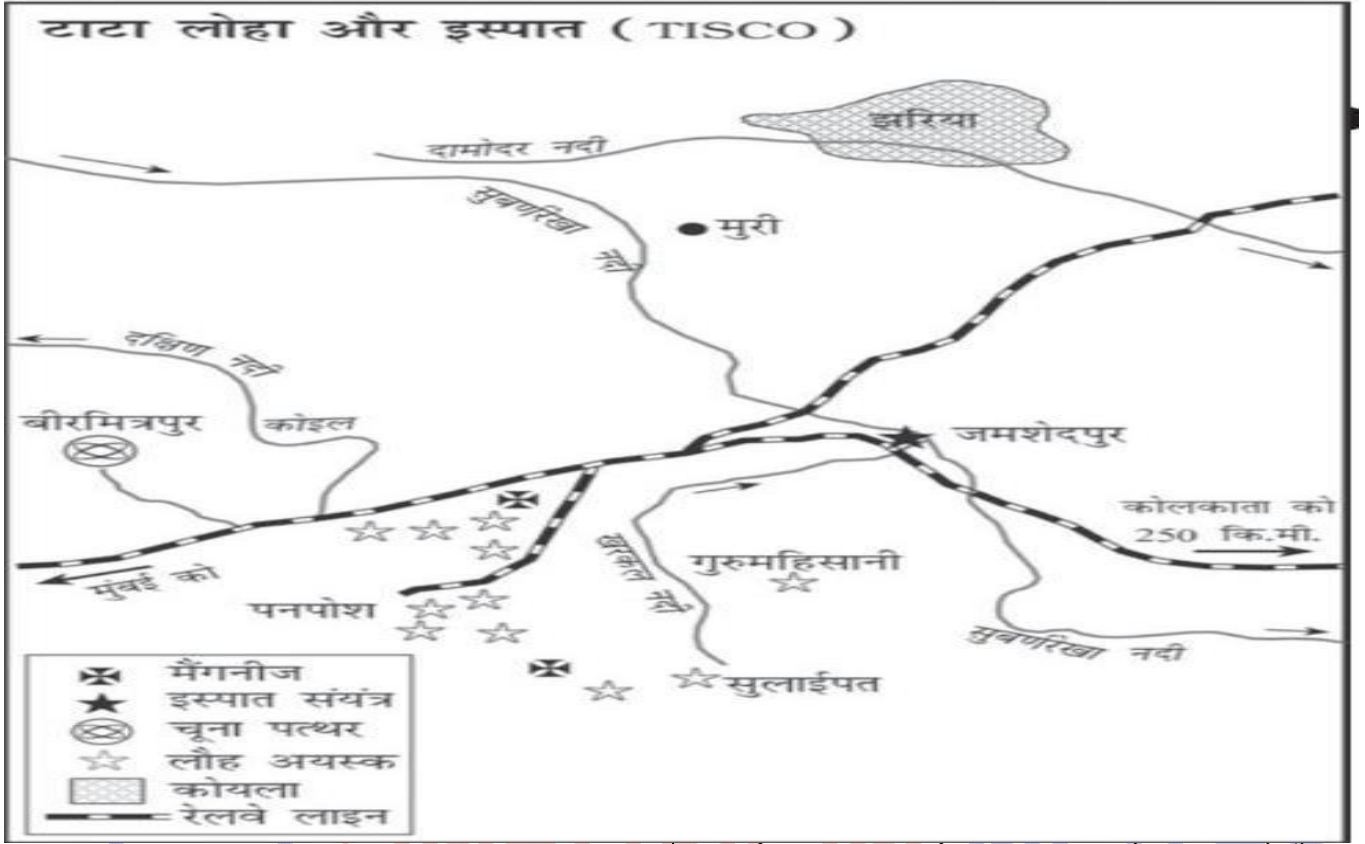 टाटा लोहा और इस्पात ( TISCO )
झरिया
दामोदर नदी
सुबर्णरेखा नदी
मुरी
दक्षिण नदी
कोइल
बीरमित्रपुर
जमशेदपुर
कोलकाता को
250 कि.मी.
मुंबई को
खरकल नदी
गुरुमहिसानी
पनपोश
सुबर्णरेखा नदी
सुलाईपत
मैंगनीज
इस्पात संयंत्र
चूना पत्थर
लौह अयस्क
कोयला
रेलवे लाइन